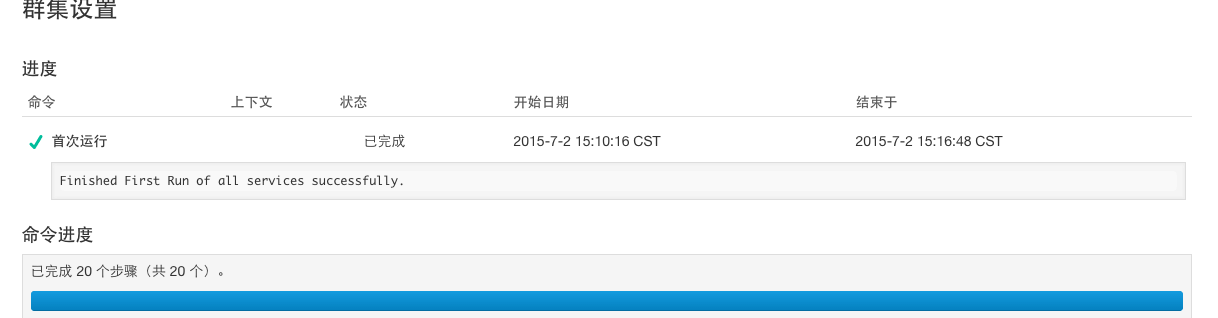 群集设置
进度
命令 上下文 状态 开始日期 结束于
首次运行 已完成 2015-7-2 15:10:16 CST 2015-7-2 15:16:48 CST
Finished First Run of all services successfully.
命令进度
已完成 20 个步骤（共 20 个）。